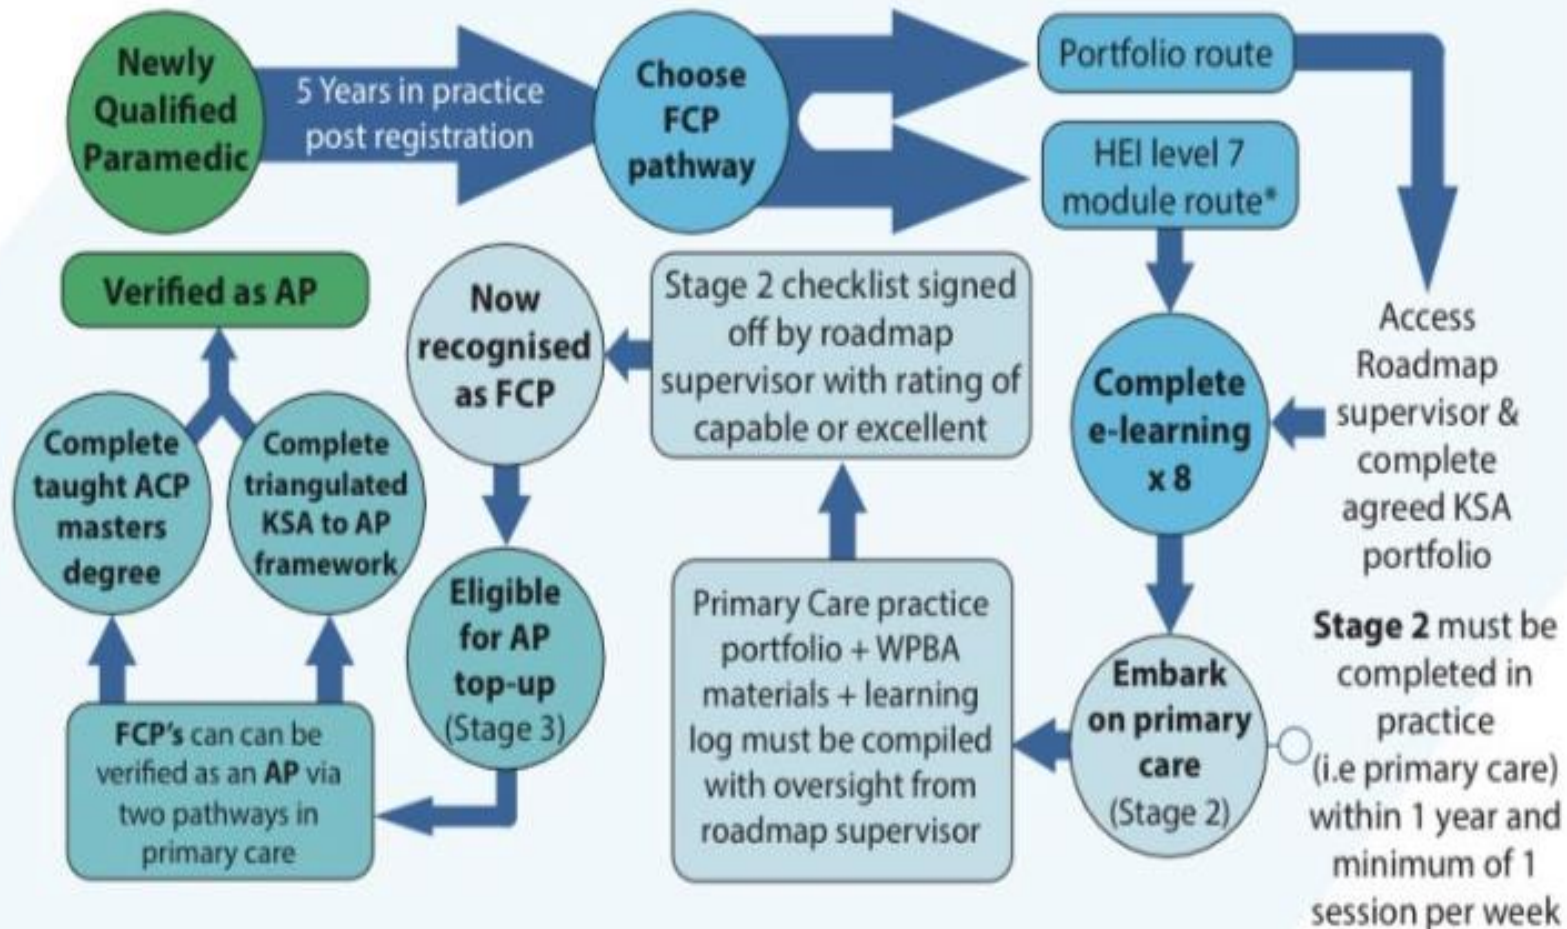 Newly
Qualified
Paramedic
5 Years in practice
post registration
Choose
FCP
pathway
Portfolio route
HEI level 7
module route*
Access
Roadmap
supervisor &
complete
agreed KSA
portfolio
Complete
e-learning
x 8
Embark
on primary
care
(Stage 2)
Stage 2 must be
completed in
practice
(i.e primary care)
within 1 year and
minimum of 1
session per week
Primary Care practice
portfolio + WPBA
materials + learning
log must be compiled
with oversight from
roadmap supervisor
Stage 2 checklist signed
off by roadmap
supervisor with rating of
capable or excellent
Now
recognised
as FCP
Eligible
for AP
top-up
(Stage 3)
FCP's can can be
verified as an AP via
two pathways in
primary care
Complete
taught ACP
masters
degree
Complete
triangulated
KSA to AP
framework
Verified as AP